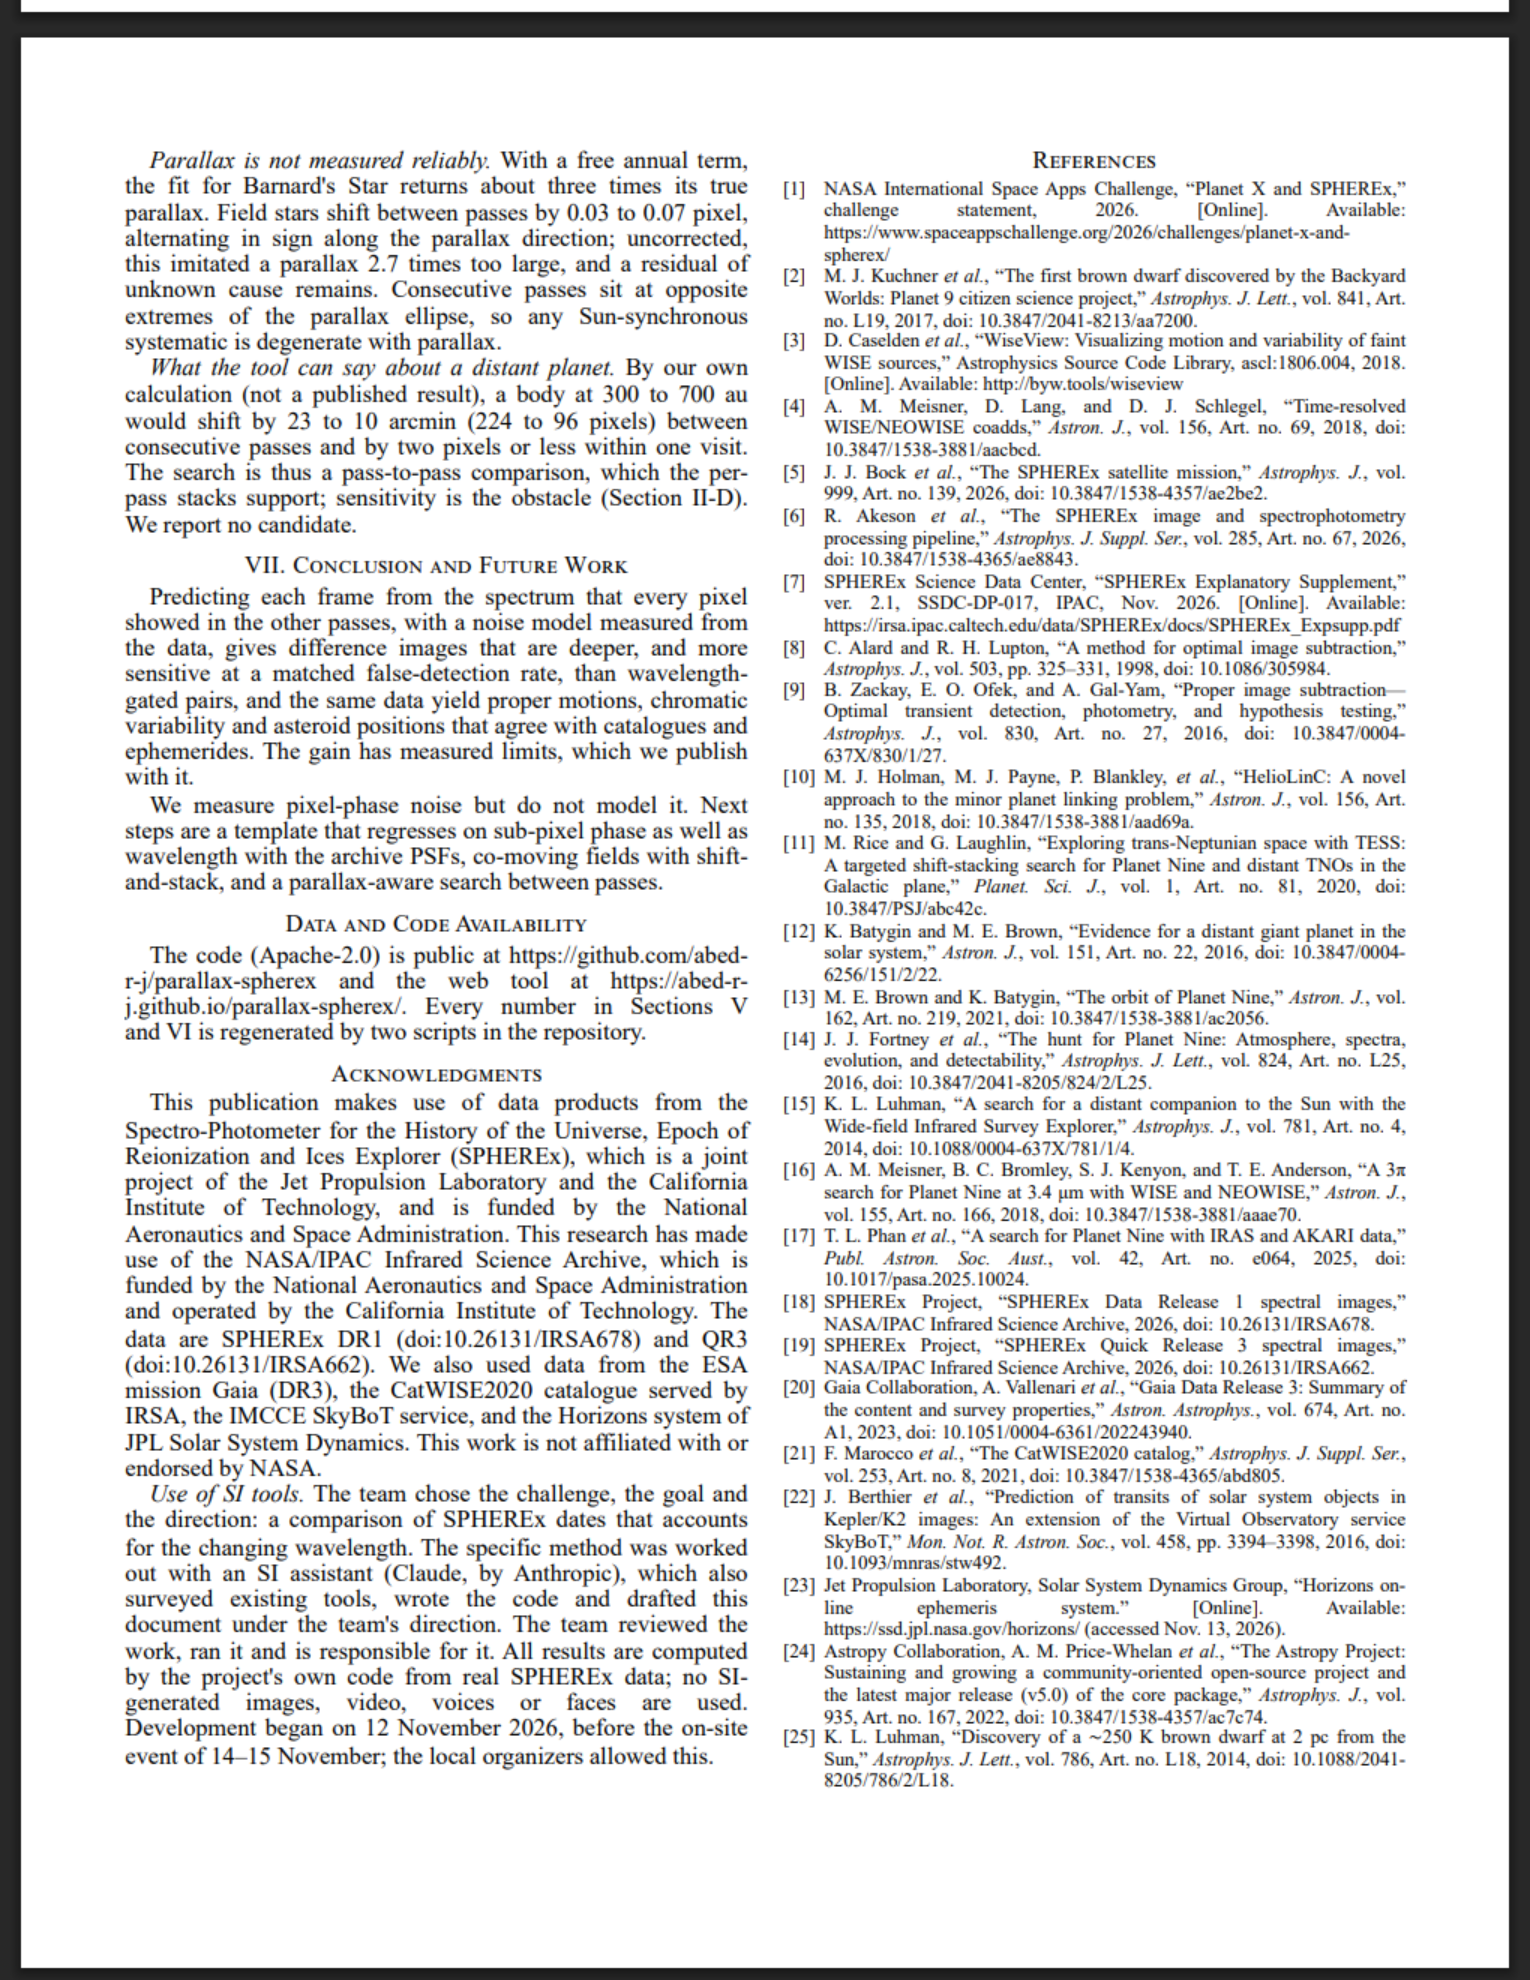 Parallax is not measured reliably. With a free annual term,
the fit for Barnard's Star returns about three times its true
parallax. Field stars shift between passes by 0.03 to 0.07 pixel,
alternating in sign along the parallax direction; uncorrected,
this imitated a parallax 2.7 times too large, and a residual of
unknown cause remains. Consecutive passes sit at opposite
extremes of the parallax ellipse, so any Sun-synchronous
systematic is degenerate with parallax.
What the tool can say about a distant planet. By our own
calculation (not a published result), a body at 300 to 700 au
would shift by 23 to 10 arcmin (224 to 96 pixels) between
consecutive passes and by two pixels or less within one visit.
The search is thus a pass-to-pass comparison, which the per-
pass stacks support; sensitivity is the obstacle (Section II-D).
We report no candidate.
VII. CONCLUSION AND FUTURE WORK
Predicting each frame from the spectrum that every pixel
showed in the other passes, with a noise model measured from
the data, gives difference images that are deeper, and more
sensitive at a matched false-detection rate, than wavelength-
gated pairs, and the same data yield proper motions, chromatic
variability and asteroid positions that agree with catalogues and
ephemerides. The gain has measured limits, which we publish
with it.
We measure pixel-phase noise but do not model it. Next
steps are a template that regresses on sub-pixel phase as well as
wavelength with the archive PSFs, co-moving fields with shift-
and-stack, and a parallax-aware search between passes.
DATA AND CODE AVAILABILITY
The code (Apache-2.0) is public at https://github.com/abed-
r-j/parallax-spherex and the web tool at https://abed-r-
j.github.io/parallax-spherex/. Every number in Sections V
and VI is regenerated by two scripts in the repository.
ACKNOWLEDGMENTS
This publication makes use of data products from the
Spectro-Photometer for the History of the Universe, Epoch of
Reionization and Ices Explorer (SPHEREx), which is a joint
project of the Jet Propulsion Laboratory and the California
Institute of Technology, and is funded by the National
Aeronautics and Space Administration. This research has made
use of the NASA/IPAC Infrared Science Archive, which is
funded by the National Aeronautics and Space Administration
and operated by the California Institute of Technology. The
data are SPHEREx DR1 (doi:10.26131/IRSA678) and QR3
(doi:10.26131/IRSA662). We also used data from the ESA
mission Gaia (DR3), the CatWISE2020 catalogue served by
IRSA, the IMCCE SkyBoT service, and the Horizons system of
JPL Solar System Dynamics. This work is not affiliated with or
endorsed by NASA.
Use of SI tools. The team chose the challenge, the goal and
the direction: a comparison of SPHEREx dates that accounts
for the changing wavelength. The specific method was worked
out with an SI assistant (Claude, by Anthropic), which also
surveyed existing tools, wrote the code and drafted this
document under the team's direction. The team reviewed the
work, ran it and is responsible for it. All results are computed
by the project's own code from real SPHEREx data; no SI-
generated images, video, voices or faces are used.
Development began on 12 November 2026, before the on-site
event of 14–15 November; the local organizers allowed this.
REFERENCES
[1] NASA International Space Apps Challenge, “Planet X and SPHEREx,”
challenge statement, 2026. [Online]. Available:
https://www.spaceappschallenge.org/2026/challenges/planet-x-and-
spherex/
[2] M. J. Kuchner et al., “The first brown dwarf discovered by the Backyard
Worlds: Planet 9 citizen science project,” Astrophys. J. Lett., vol. 841, Art.
no. L19, 2017, doi: 10.3847/2041-8213/aa7200.
[3] D. Caselden et al., “WiseView: Visualizing motion and variability of faint
WISE sources,” Astrophysics Source Code Library, ascl:1806.004, 2018.
[Online]. Available: http://byw.tools/wiseview
[4] A. M. Meisner, D. Lang, and D. J. Schlegel, “Time-resolved
WISE/NEOWISE coadds,” Astron. J., vol. 156, Art. no. 69, 2018, doi:
10.3847/1538-3881/aacbcd.
[5] J. J. Bock et al., “The SPHEREx satellite mission,” Astrophys. J., vol.
999, Art. no. 139, 2026, doi: 10.3847/1538-4357/ae2be2.
[6] R. Akeson et al., “The SPHEREx image and spectrophotometry
processing pipeline,” Astrophys. J. Suppl. Ser., vol. 285, Art. no. 67, 2026,
doi: 10.3847/1538-4365/ae8843.
[7] SPHEREx Science Data Center, “SPHEREx Explanatory Supplement,”
ver. 2.1, SSDC-DP-017, IPAC, Nov. 2026. [Online]. Available:
https://irsa.ipac.caltech.edu/data/SPHEREx/docs/SPHEREx_Expsupp.pdf
[8] C. Alard and R. H. Lupton, “A method for optimal image subtraction,”
Astrophys. J., vol. 503, pp. 325–331, 1998, doi: 10.1086/305984.
[9] B. Zackay, E. O. Ofek, and A. Gal-Yam, “Proper image subtraction—
Optimal transient detection, photometry, and hypothesis testing,”
Astrophys. J., vol. 830, Art. no. 27, 2016, doi: 10.3847/0004-
637X/830/1/27.
[10] M. J. Holman, M. J. Payne, P. Blankley, et al., “HelioLinC: A novel
approach to the minor planet linking problem,” Astron. J., vol. 156, Art.
no. 135, 2018, doi: 10.3847/1538-3881/aad69a.
[11] M. Rice and G. Laughlin, “Exploring trans-Neptunian space with TESS:
A targeted shift-stacking search for Planet Nine and distant TNOs in the
Galactic plane,” Planet. Sci. J., vol. 1, Art. no. 81, 2020, doi:
10.3847/PSJ/abc42c.
[12] K. Batygin and M. E. Brown, “Evidence for a distant giant planet in the
solar system,” Astron. J., vol. 151, Art. no. 22, 2016, doi: 10.3847/0004-
6256/151/2/22.
[13] M. E. Brown and K. Batygin, “The orbit of Planet Nine,” Astron. J., vol.
162, Art. no. 219, 2021, doi: 10.3847/1538-3881/ac2056.
[14] J. J. Fortney et al., “The hunt for Planet Nine: Atmosphere, spectra,
evolution, and detectability,” Astrophys. J. Lett., vol. 824, Art. no. L25,
2016, doi: 10.3847/2041-8205/824/2/L25.
[15] K. L. Luhman, “A search for a distant companion to the Sun with the
Wide-field Infrared Survey Explorer,” Astrophys. J., vol. 781, Art. no. 4,
2014, doi: 10.1088/0004-637X/781/1/4.
[16] A. M. Meisner, B. C. Bromley, S. J. Kenyon, and T. E. Anderson, “A 3π
search for Planet Nine at 3.4 μm with WISE and NEOWISE,” Astron. J.,
vol. 155, Art. no. 166, 2018, doi: 10.3847/1538-3881/aaae70.
[17] T. L. Phan et al., “A search for Planet Nine with IRAS and AKARI data,”
Publ. Astron. Soc. Aust., vol. 42, Art. no. e064, 2025, doi:
10.1017/pasa.2025.10024.
[18] SPHEREx Project, “SPHEREx Data Release 1 spectral images,”
NASA/IPAC Infrared Science Archive, 2026, doi: 10.26131/IRSA678.
[19] SPHEREx Project, “SPHEREx Quick Release 3 spectral images,”
NASA/IPAC Infrared Science Archive, 2026, doi: 10.26131/IRSA662.
[20] Gaia Collaboration, A. Vallenari et al., “Gaia Data Release 3: Summary of
the content and survey properties,” Astron. Astrophys., vol. 674, Art. no.
A1, 2023, doi: 10.1051/0004-6361/202243940.
[21] F. Marocco et al., “The CatWISE2020 catalog,” Astrophys. J. Suppl. Ser.,
vol. 253, Art. no. 8, 2021, doi: 10.3847/1538-4365/abd805.
[22] J. Berthier et al., “Prediction of transits of solar system objects in
Kepler/K2 images: An extension of the Virtual Observatory service
SkyBoT,” Mon. Not. R. Astron. Soc., vol. 458, pp. 3394–3398, 2016, doi:
10.1093/mnras/stw492.
[23] Jet Propulsion Laboratory, Solar System Dynamics Group, “Horizons on-
line ephemeris system.” [Online]. Available:
https://ssd.jpl.nasa.gov/horizons/ (accessed Nov. 13, 2026).
[24] Astropy Collaboration, A. M. Price-Whelan et al., “The Astropy Project:
Sustaining and growing a community-oriented open-source project and
the latest major release (v5.0) of the core package,” Astrophys. J., vol.
935, Art. no. 167, 2022, doi: 10.3847/1538-4357/ac7c74.
[25] K. L. Luhman, “Discovery of a ~250 K brown dwarf at 2 pc from the
Sun,” Astrophys. J. Lett., vol. 786, Art. no. L18, 2014, doi: 10.1088/2041-
8205/786/2/L18.